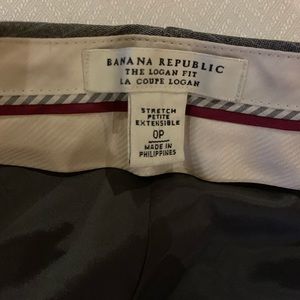 BANANA REPUBLIC
THE LOGAN FIT
LA COUPE LOGAN
STRETCH
PETITE
EXTENSIBLE
0P
MADE IN
PHILIPPINES